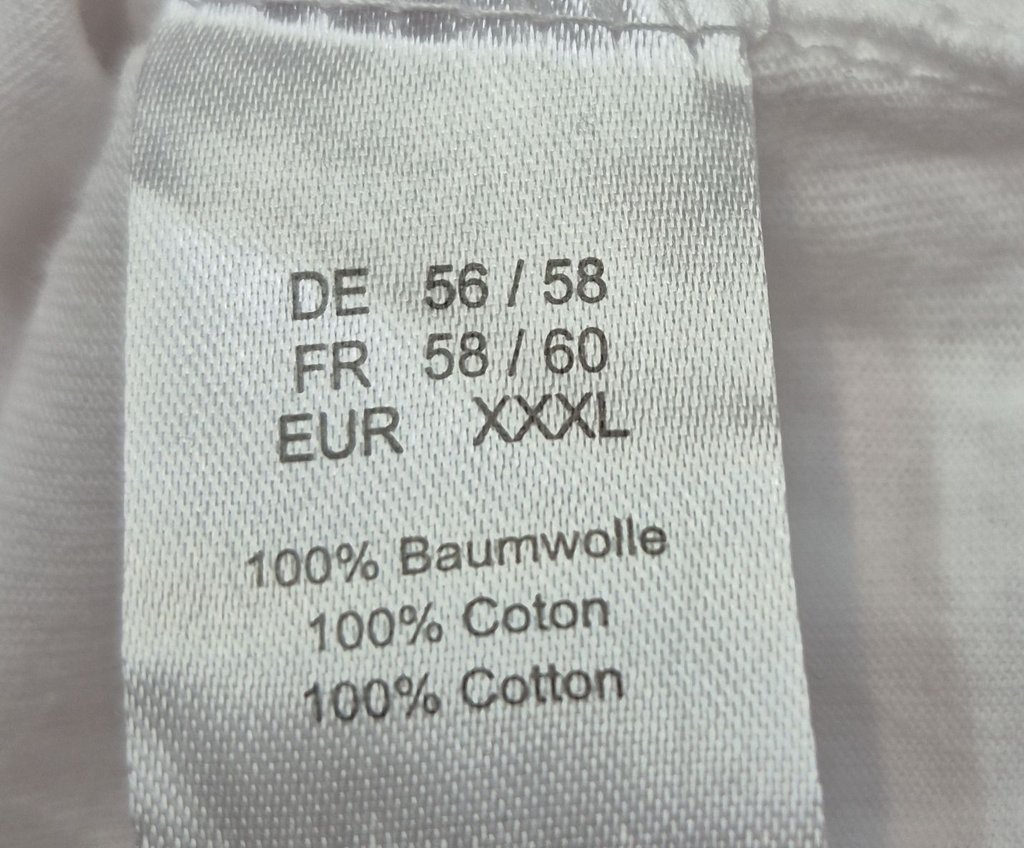 DE 56 / 58
FR 58 / 60
EUR XXXL
100% Baumwolle
100% Coton
100% Cotton